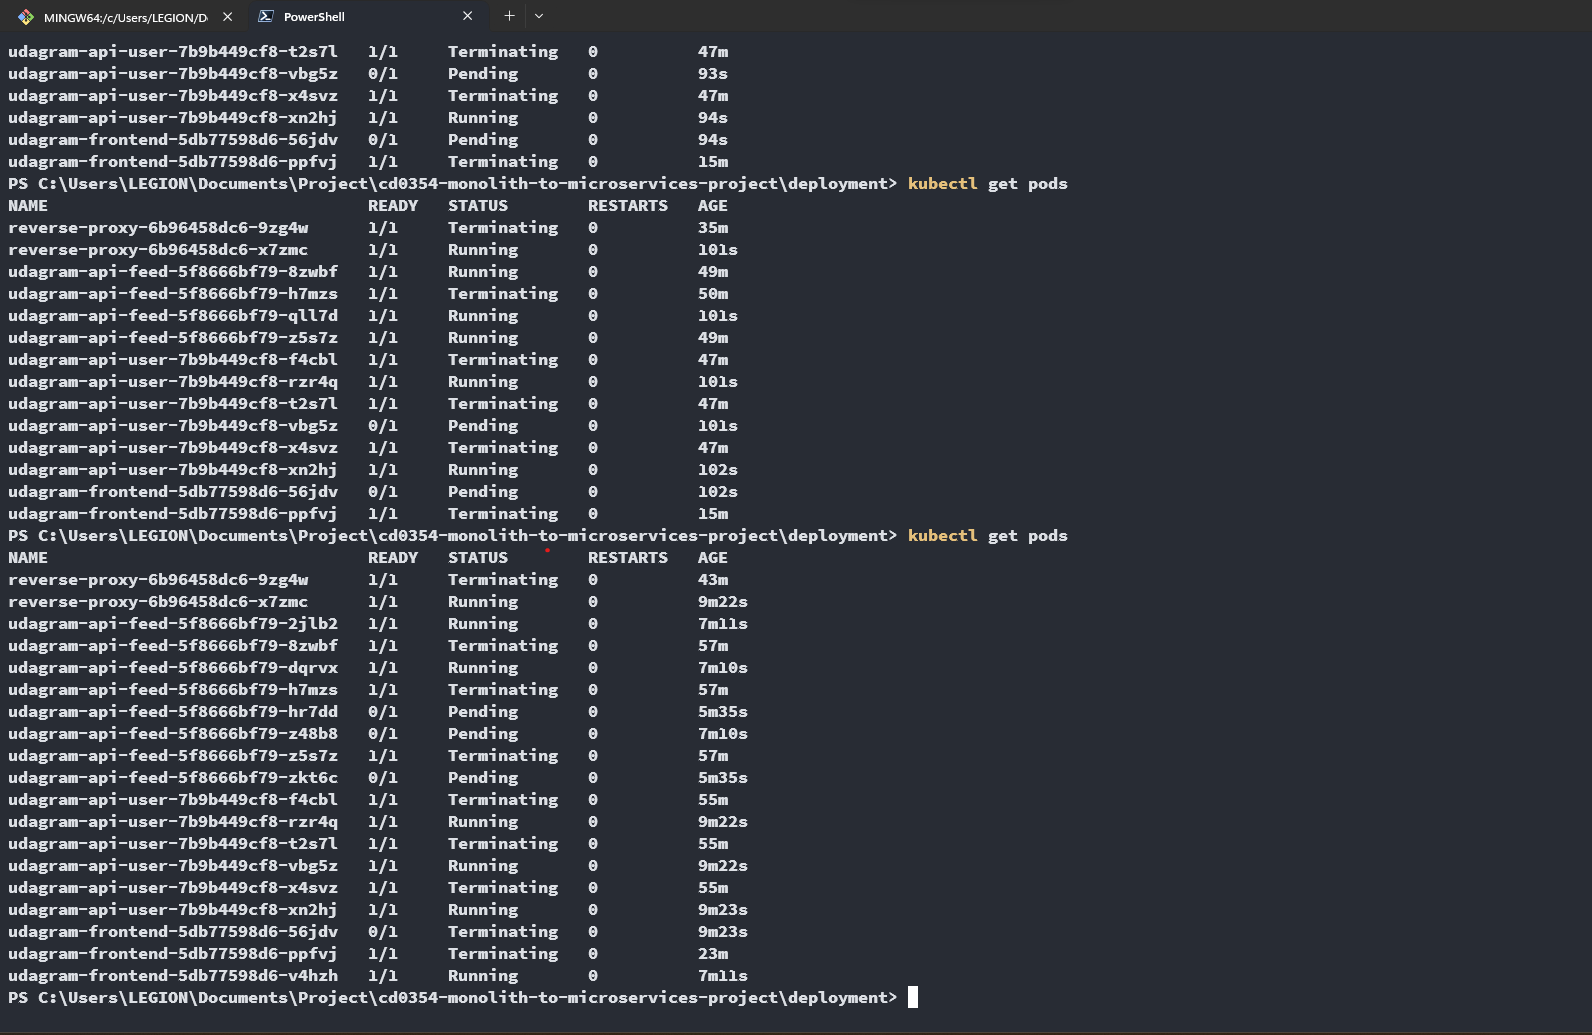 MINGW64:/c/Users/LEGION/D
PowerShell
udagram-api-user-7b9b449cf8-t2s7l   1/1     Terminating   0          47m
udagram-api-user-7b9b449cf8-vbg5z   0/1     Pending       0          93s
udagram-api-user-7b9b449cf8-x4svz   1/1     Terminating   0          47m
udagram-api-user-7b9b449cf8-xn2hj   1/1     Running       0          94s
udagram-frontend-5db77598d6-56jdv   0/1     Pending       0          94s
udagram-frontend-5db77598d6-ppfvj   1/1     Terminating   0          15m
PS C:\Users\LEGION\Documents\Project\cd0354-monolith-to-microservices-project\deployment> kubectl get pods
NAME                                READY   STATUS        RESTARTS   AGE
reverse-proxy-6b96458dc6-9zg4w      1/1     Terminating   0          35m
reverse-proxy-6b96458dc6-x7zmc      1/1     Running       0          101s
udagram-api-feed-5f8666bf79-8zwbf   1/1     Running       0          49m
udagram-api-feed-5f8666bf79-h7mzs   1/1     Terminating   0          50m
udagram-api-feed-5f8666bf79-qll7d   1/1     Running       0          101s
udagram-api-feed-5f8666bf79-z5s7z   1/1     Running       0          49m
udagram-api-user-7b9b449cf8-f4cbl   1/1     Terminating   0          47m
udagram-api-user-7b9b449cf8-rzr4q   1/1     Running       0          101s
udagram-api-user-7b9b449cf8-t2s7l   1/1     Terminating   0          47m
udagram-api-user-7b9b449cf8-vbg5z   0/1     Pending       0          101s
udagram-api-user-7b9b449cf8-x4svz   1/1     Terminating   0          47m
udagram-api-user-7b9b449cf8-xn2hj   1/1     Running       0          102s
udagram-frontend-5db77598d6-56jdv   0/1     Pending       0          102s
udagram-frontend-5db77598d6-ppfvj   1/1     Terminating   0          15m
PS C:\Users\LEGION\Documents\Project\cd0354-monolith-to-microservices-project\deployment> kubectl get pods
NAME                                READY   STATUS        RESTARTS   AGE
reverse-proxy-6b96458dc6-9zg4w      1/1     Terminating   0          43m
reverse-proxy-6b96458dc6-x7zmc      1/1     Running       0          9m22s
udagram-api-feed-5f8666bf79-2jlb2   1/1     Running       0          7m11s
udagram-api-feed-5f8666bf79-8zwbf   1/1     Terminating   0          57m
udagram-api-feed-5f8666bf79-dqrvx   1/1     Running       0          7m10s
udagram-api-feed-5f8666bf79-h7mzs   1/1     Terminating   0          57m
udagram-api-feed-5f8666bf79-hr7dd   0/1     Pending       0          5m35s
udagram-api-feed-5f8666bf79-z48b8   0/1     Pending       0          7m10s
udagram-api-feed-5f8666bf79-z5s7z   1/1     Terminating   0          57m
udagram-api-feed-5f8666bf79-zkt6c   0/1     Pending       0          5m35s
udagram-api-user-7b9b449cf8-f4cbl   1/1     Terminating   0          55m
udagram-api-user-7b9b449cf8-rzr4q   1/1     Running       0          9m22s
udagram-api-user-7b9b449cf8-t2s7l   1/1     Terminating   0          55m
udagram-api-user-7b9b449cf8-vbg5z   1/1     Running       0          9m22s
udagram-api-user-7b9b449cf8-x4svz   1/1     Terminating   0          55m
udagram-api-user-7b9b449cf8-xn2hj   1/1     Running       0          9m23s
udagram-frontend-5db77598d6-56jdv   0/1     Terminating   0          9m23s
udagram-frontend-5db77598d6-ppfvj   1/1     Terminating   0          23m
udagram-frontend-5db77598d6-v4hzh   1/1     Running       0          7m11s
PS C:\Users\LEGION\Documents\Project\cd0354-monolith-to-microservices-project\deployment>